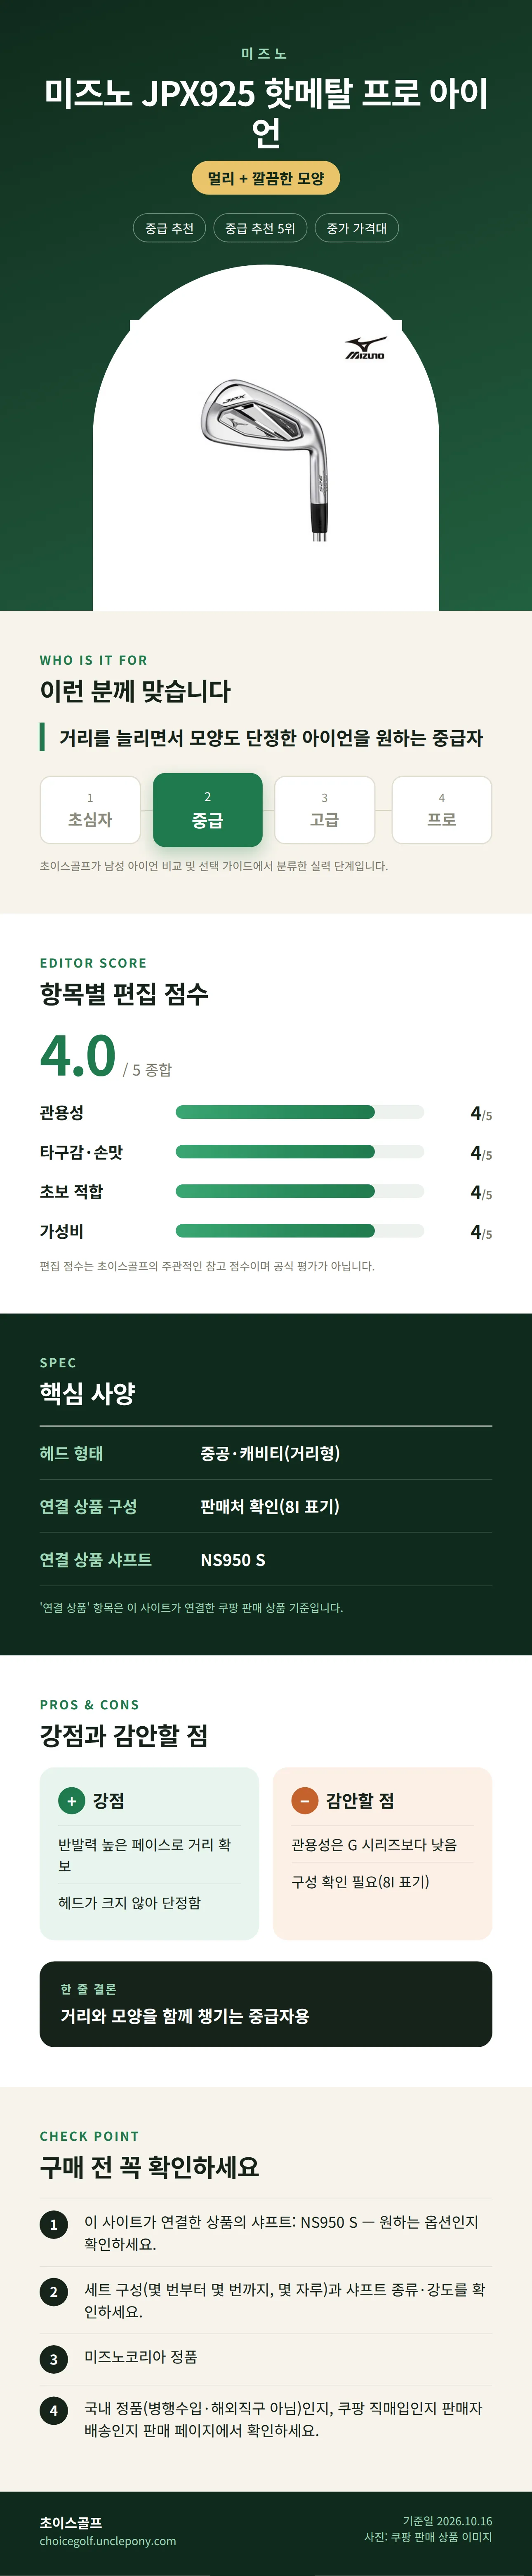 미즈노
미즈노 JPX925 핫메탈 프로 아이
언
멀리 + 깔끔한 모양
중급 추천
중급 추천 5위
중가 가격대
MIZUNO
JPX
WHO IS IT FOR
이런 분께 맞습니다
거리를 늘리면서 모양도 단정한 아이언을 원하는 중급자
1
초심자
2
중급
3
고급
4
프로
초이스골프가 남성 아이언 비교 및 선택 가이드에서 분류한 실력 단계입니다.
EDITOR SCORE
항목별 편집 점수
4.0 / 5 종합
관용성 4/5
타구감·손맛 4/5
초보 적합 4/5
가성비 4/5
편집 점수는 초이스골프의 주관적인 참고 점수이며 공식 평가가 아닙니다.
SPEC
핵심 사양
헤드 형태 중공·캐비티(거리형)
연결 상품 구성 판매처 확인(8I 표기)
연결 상품 샤프트 NS950 S
'연결 상품' 항목은 이 사이트가 연결한 쿠팡 판매 상품 기준입니다.
PROS & CONS
강점과 감안할 점
+ 강점
반발력 높은 페이스로 거리 확
보
헤드가 크지 않아 단정함
− 감안할 점
관용성은 G 시리즈보다 낮음
구성 확인 필요(8I 표기)
한 줄 결론
거리와 모양을 함께 챙기는 중급자용
CHECK POINT
구매 전 꼭 확인하세요
1 이 사이트가 연결한 상품의 샤프트: NS950 S — 원하는 옵션인지
확인하세요.
2 세트 구성(몇 번부터 몇 번까지, 몇 자루)과 샤프트 종류·강도를 확
인하세요.
3 미즈노코리아 정품
4 국내 정품(병행수입·해외직구 아님)인지, 쿠팡 직매입인지 판매자
배송인지 판매 페이지에서 확인하세요.
초이스골프
choicegolf.unclepony.com
기준일 2026.10.16
사진: 쿠팡 판매 상품 이미지